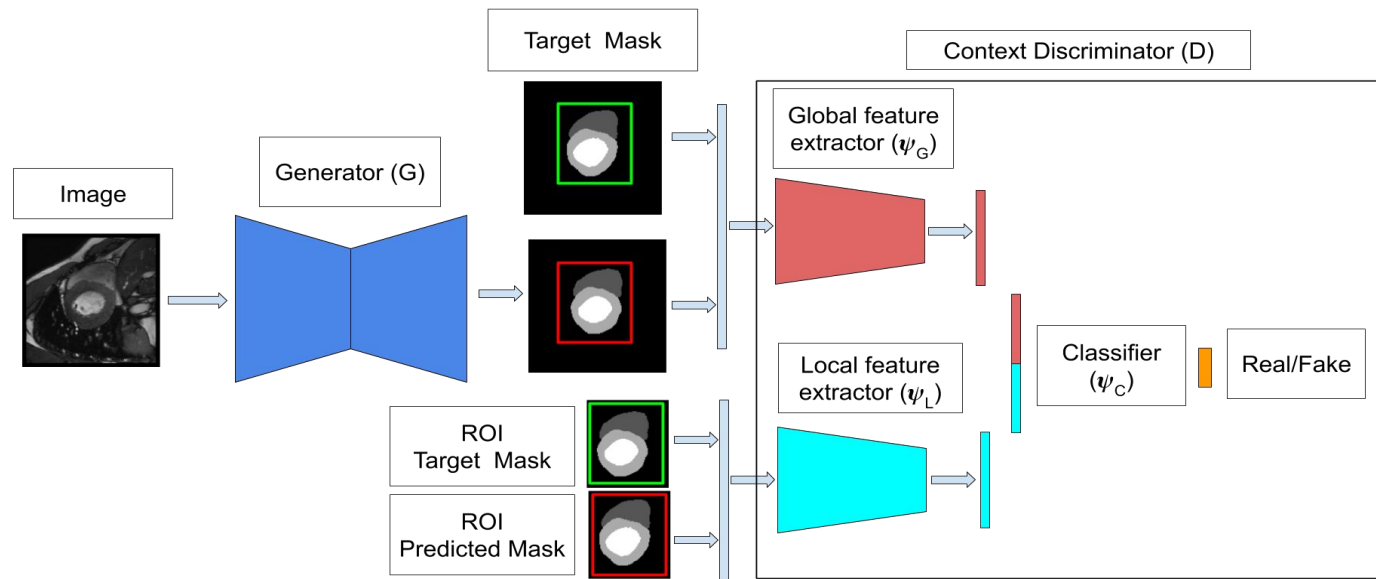 Target Mask
Context Discriminator (D)
Global feature
extractor (ψG)
Generator (G)
Image
Local feature
extractor (ψL)
Classifier
(ψC)
Real/Fake
ROI
Target Mask
ROI
Predicted Mask